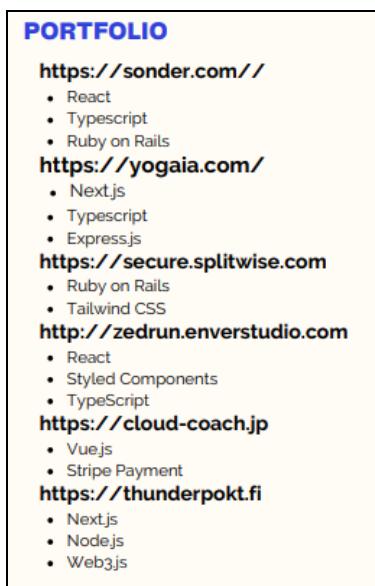 PORTFOLIO
https://sonder.com//
• React
• Typescript
• Ruby on Rails
https://yogaia.com/
• Next.js
• Typescript
• Express.js
https://secure.splitwise.com
• Ruby on Rails
• Tailwind CSS
http://zedrun.enverstudio.com
• React
• Styled Components
• TypeScript
https://cloud-coach.jp
• Vue.js
• Stripe Payment
https://thunderpokt.fi
• Next.js
• Node.js
• Web3.js